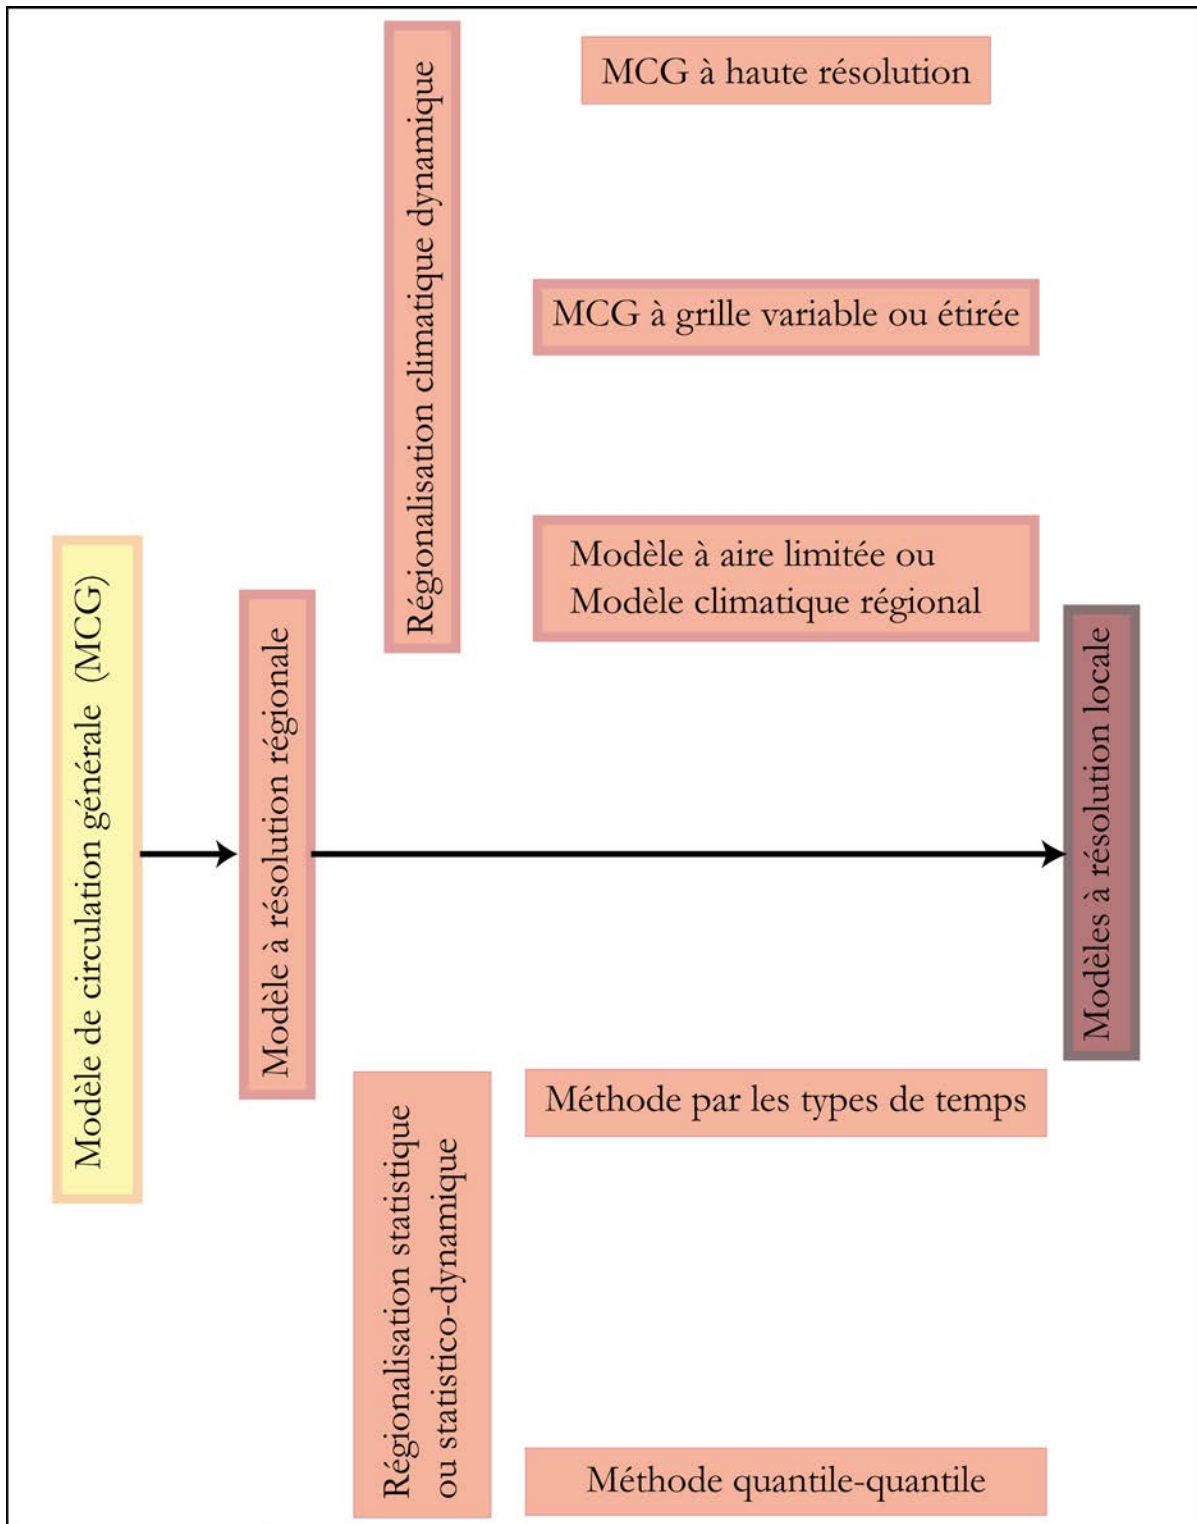 Modèle de circulation générale (MCG)
Modèle à résolution régionale
Régionalisation climatique dynamique
MCG à haute résolution
MCG à grille variable ou étirée
Modèle à aire limitée ou
Modèle climatique régional
Régionalisation statistique
ou statistico-dynamique
Méthode par les types de temps
Méthode quantile-quantile
Modèles à résolution locale